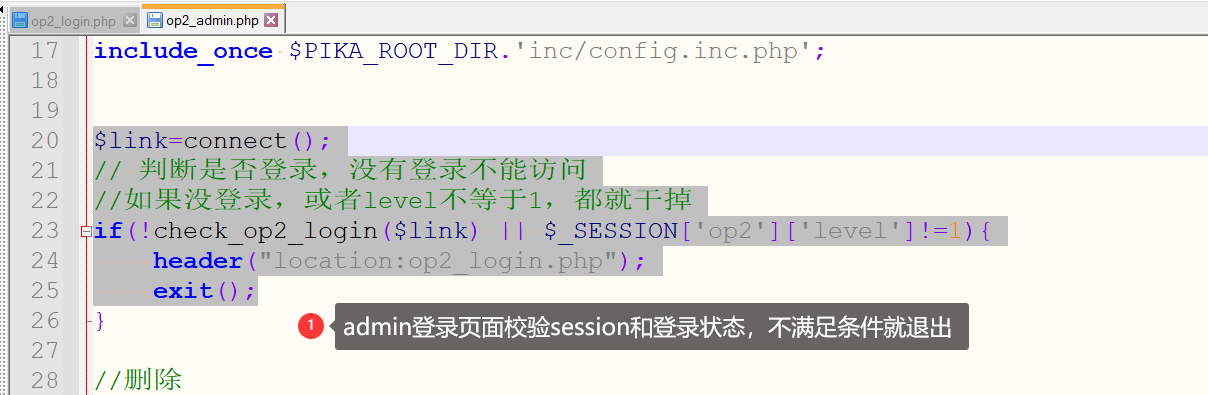 op2_login.php op2_admin.php
17 include_once $PIKA_ROOT_DIR.'inc/config.inc.php';
18
19
20 $link=connect();
21 // 判断是否登录，没有登录不能访问
22 //如果没登录，或者level不等于1，都就干掉
23 if(!check_op2_login($link) || $_SESSION['op2']['level']!=1){
24 header("location:op2_login.php");
25 exit();
26 }
1 admin登录页面校验session和登录状态，不满足条件就退出
27
28 //删除